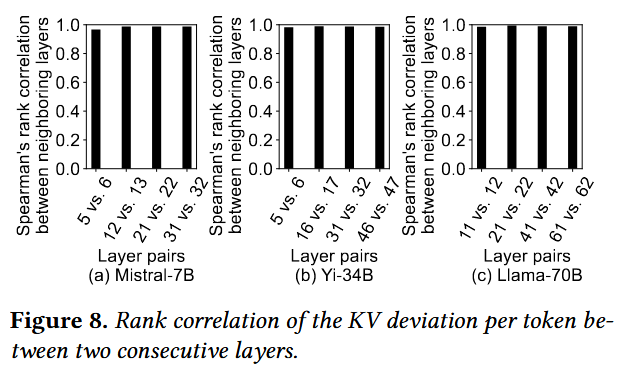 Spearman's rank correlation
between neighboring layers
1.0
0.8
0.6
0.4
0.2
0.0
5 vs. 6
12 vs. 13
21 vs. 22
31 vs. 32
Layer pairs
(a) Mistral-7B
Spearman's rank correlation
between neighboring layers
1.0
0.8
0.6
0.4
0.2
0.0
5 vs. 6
16 vs. 17
31 vs. 32
46 vs. 47
Layer pairs
(b) Yi-34B
Spearman's rank correlation
between neighboring layers
1.0
0.8
0.6
0.4
0.2
0.0
11 vs. 12
21 vs. 22
41 vs. 42
61 vs. 62
Layer pairs
(c) Llama-70B
Figure 8. Rank correlation of the KV deviation per token be-
tween two consecutive layers.